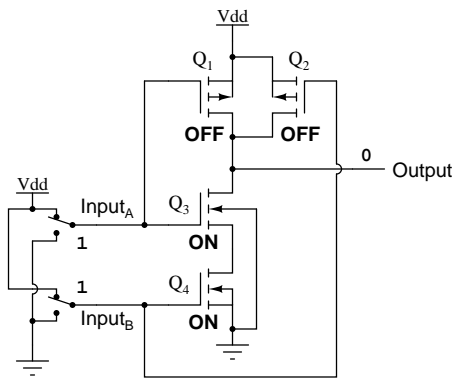 Vdd
Q1 Q2
OFF OFF
0
Output
Vdd
InputA
Q3
1
ON
1
Q4
InputB
ON